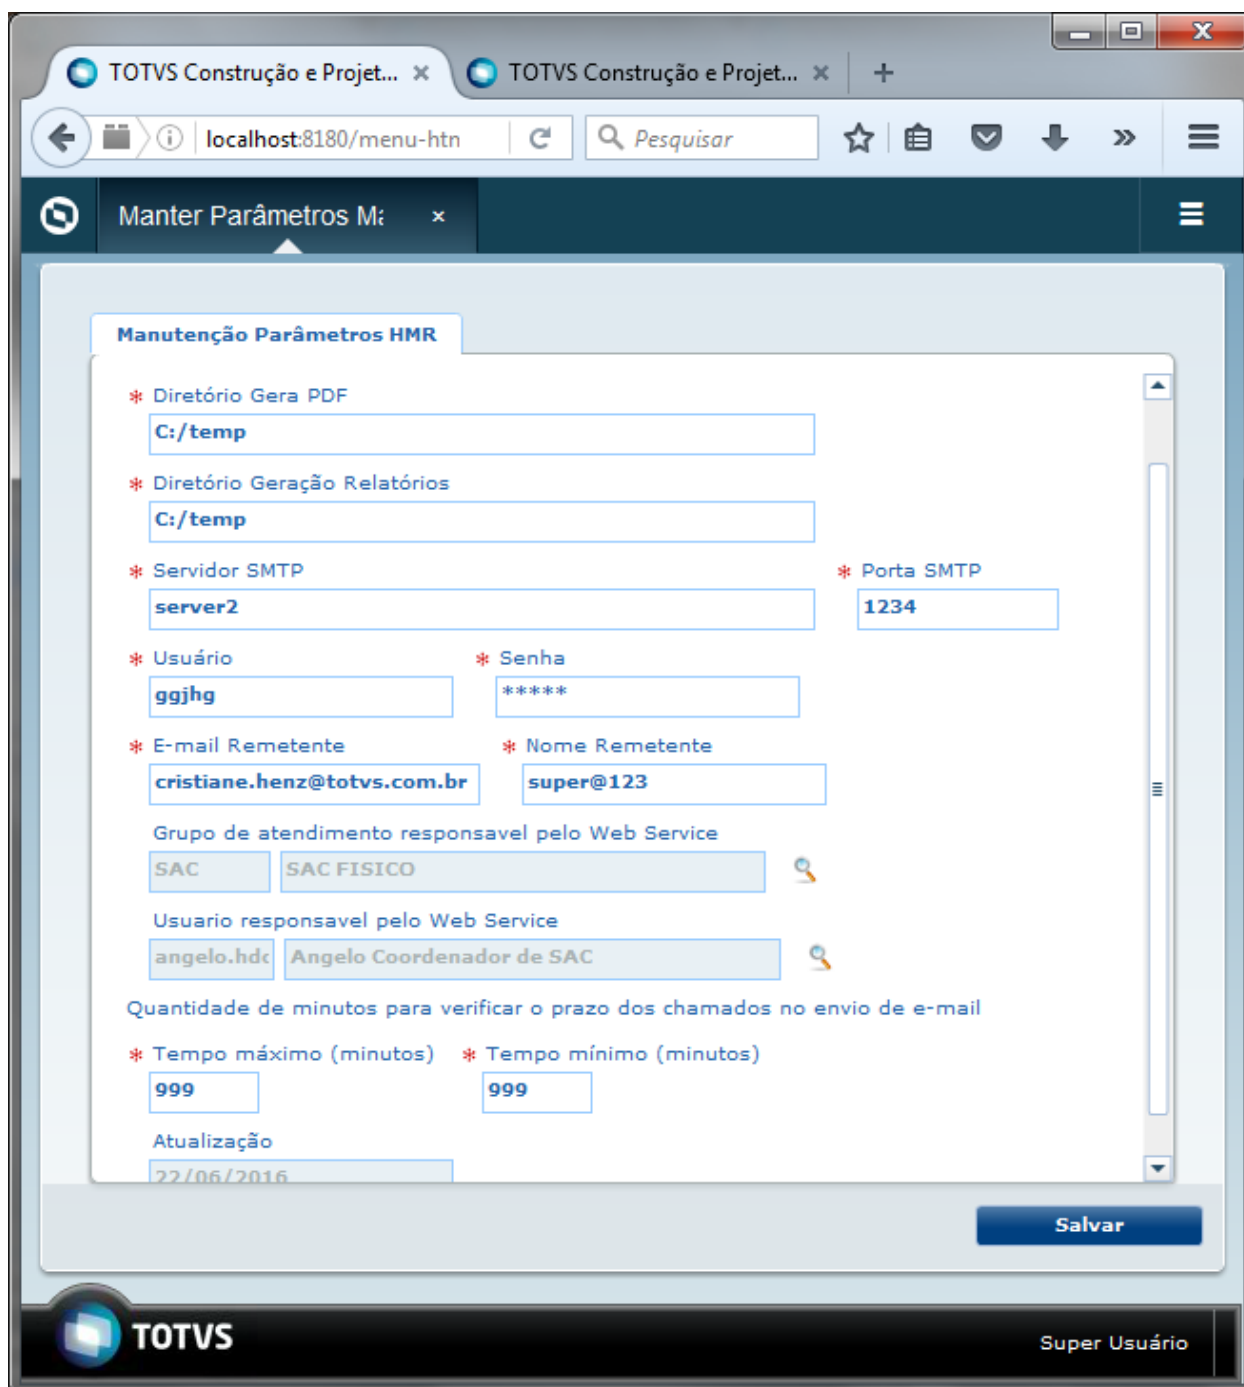 TOTVS Construção e Projet...
TOTVS Construção e Projet...
localhost:8180/menu-htn
Pesquisar
Manter Parâmetros Ma
Manutenção Parâmetros HMR
* Diretório Gera PDF
C:/temp
* Diretório Geração Relatórios
C:/temp
* Servidor SMTP * Porta SMTP
server2 1234
* Usuário * Senha
ggjhg *****
* E-mail Remetente * Nome Remetente
cristiane.henz@totvs.com.br super@123
Grupo de atendimento responsavel pelo Web Service
SAC SAC FISICO
Usuario responsavel pelo Web Service
angelo.hdc Angelo Coordenador de SAC
Quantidade de minutos para verificar o prazo dos chamados no envio de e-mail
* Tempo máximo (minutos) * Tempo mínimo (minutos)
999 999
Atualização
22/06/2016
Salvar
TOTVS
Super Usuário